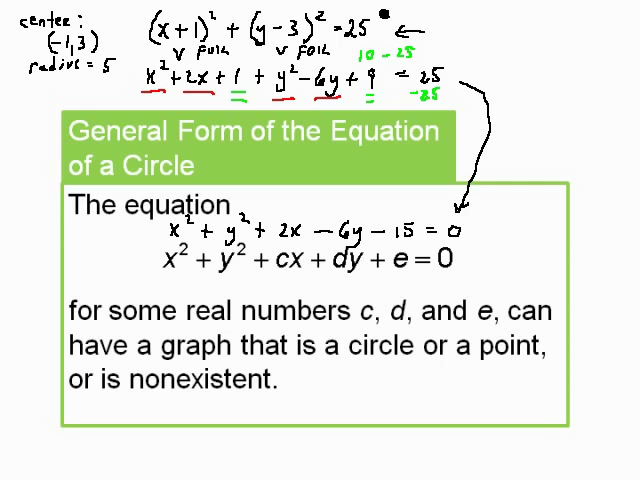 center:
(-1, 3)
radius = 5
(x + 1)² + (y - 3)² = 25
FOIL FOIL 10 - 25
x² + 2x + 1 + y² - 6y + 9 = 25
-25
General Form of the Equation
of a Circle
The equation
x² + y² + 2x - 6y - 15 = 0
x² + y² + cx + dy + e = 0
for some real numbers c, d, and e, can
have a graph that is a circle or a point,
or is nonexistent.